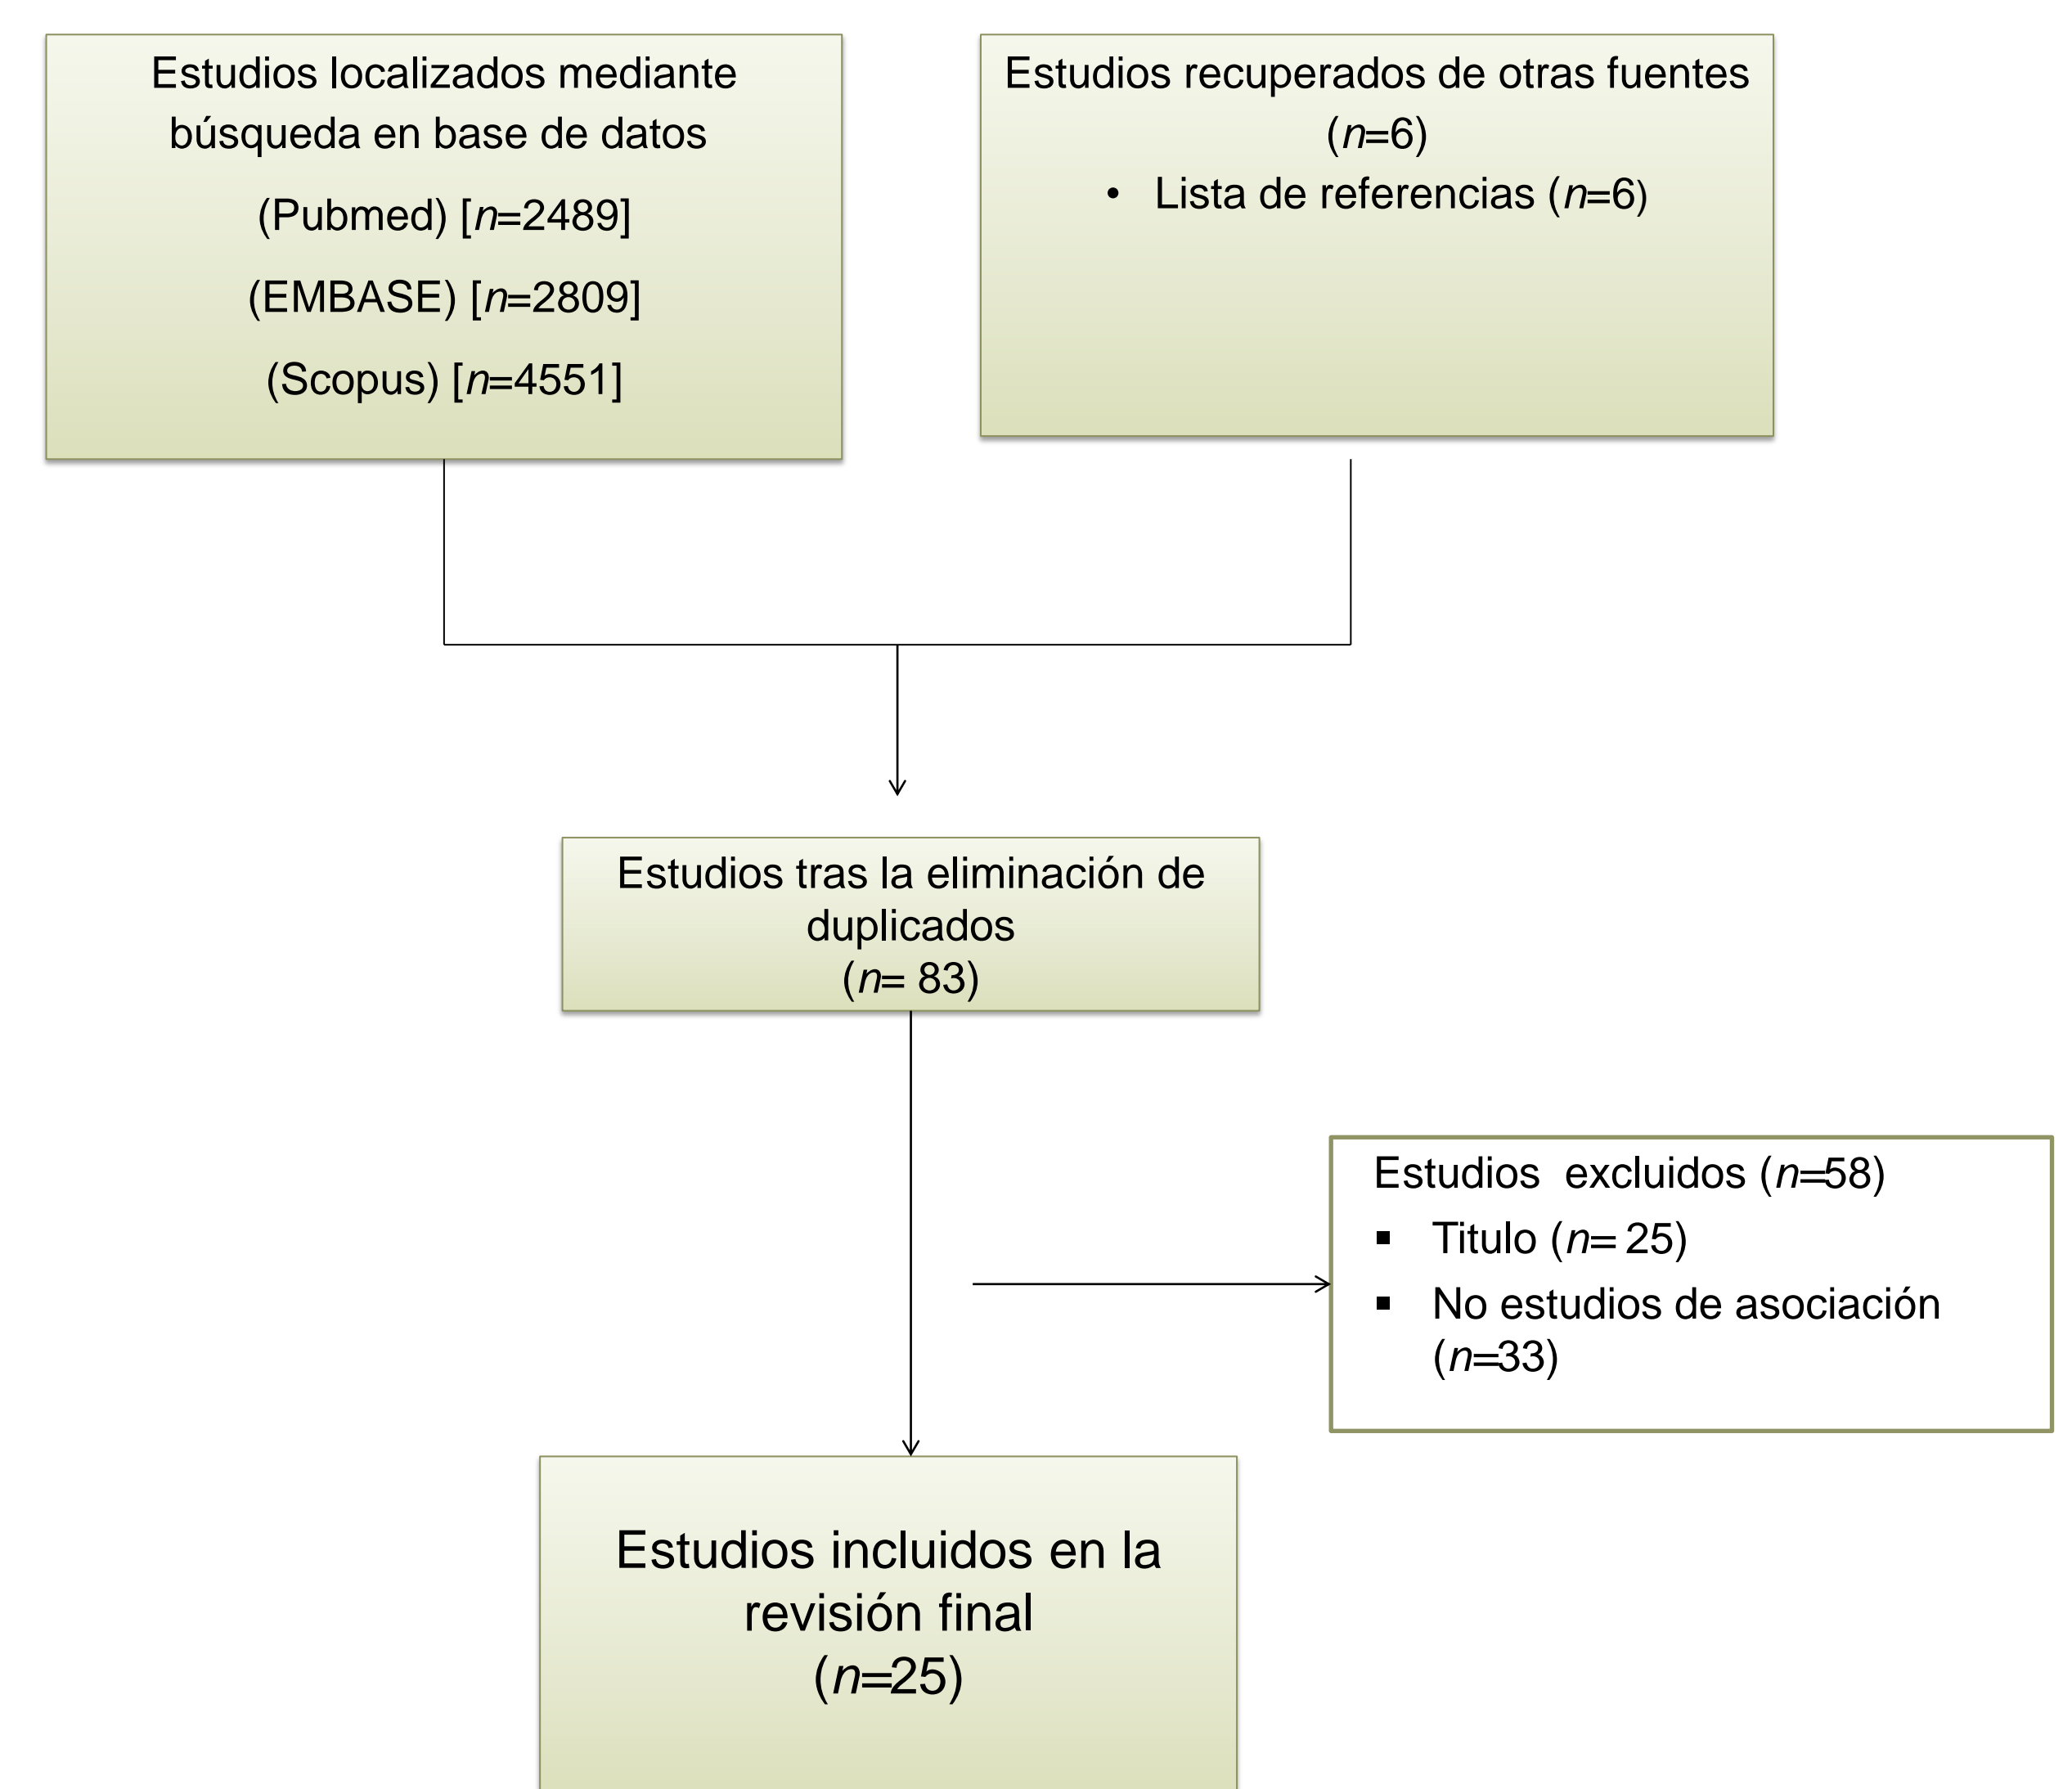 Estudios localizados mediante
búsqueda en base de datos
(Pubmed) [n=2489]
(EMBASE) [n=2809]
(Scopus) [n=4551]
Estudios recuperados de otras fuentes
(n=6)
• Lista de referencias (n=6)
Estudios tras la eliminación de
duplicados
(n= 83)
Estudios excluidos (n=58)
▪ Titulo (n= 25)
▪ No estudios de asociación
(n=33)
Estudios incluidos en la
revisión final
(n=25)